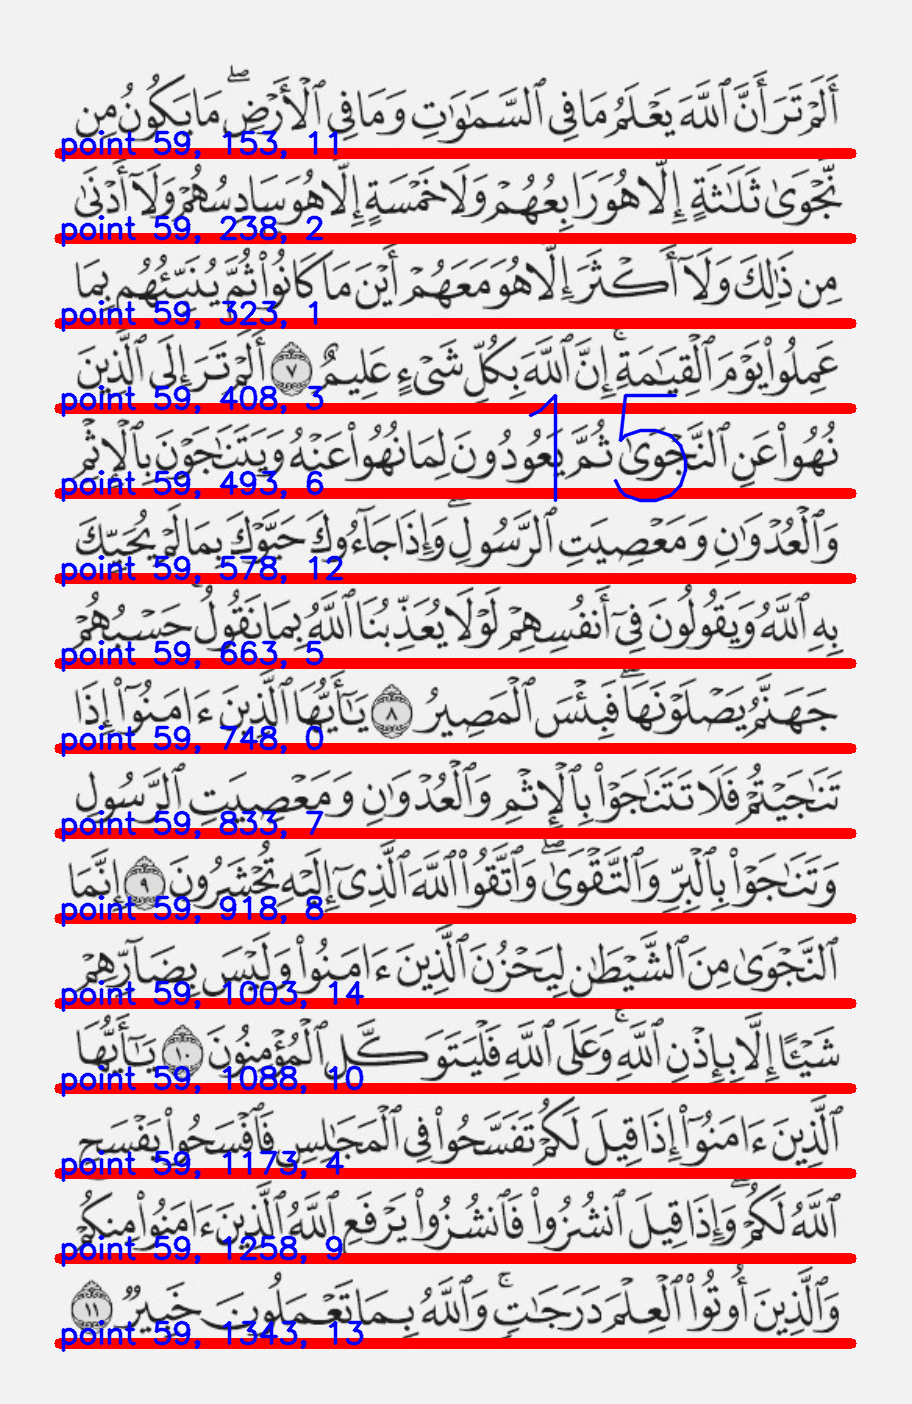 أَلَمْ تَرَ أَنَّ ٱللَّهَ يَعْلَمُ مَا فِى ٱلسَّمَٰوَٰتِ وَمَا فِى ٱلْأَرْضِ ۖ مَا يَكُونُ مِن
point 59, 153, 11
نَّجْوَىٰ ثَلَٰثَةٍ إِلَّا هُوَ رَابِعُهُمْ وَلَا خَمْسَةٍ إِلَّا هُوَ سَادِسُهُمْ وَلَآ أَدْنَىٰ
point 59, 238, 2
مِن ذَٰلِكَ وَلَآ أَكْثَرَ إِلَّا هُوَ مَعَهُمْ أَيْنَ مَا كَانُوا۟ ثُمَّ يُنَبِّئُهُم بِمَا
point 59, 323, 1
عَمِلُوا۟ يَوْمَ ٱلْقِيَٰمَةِ ۚ إِنَّ ٱللَّهَ بِكُلِّ شَىْءٍ عَلِيمٌ ٧ أَلَمْ تَرَ إِلَى ٱلَّذِينَ
point 59, 408, 3
15
نُهُوا۟ عَنِ ٱلنَّجْوَىٰ ثُمَّ يَعُودُونَ لِمَا نُهُوا۟ عَنْهُ وَيَتَنَٰجَوْنَ بِٱلْإِثْمِ
point 59, 493, 6
وَٱلْعُدْوَٰنِ وَمَعْصِيَتِ ٱلرَّسُولِ ۖ وَإِذَا جَآءُوكَ حَيَّوْكَ بِمَا لَمْ يُحَيِّكَ
point 59, 578, 12
بِهِ ٱللَّهُ وَيَقُولُونَ فِىٓ أَنفُسِهِمْ لَوْلَا يُعَذِّبُنَا ٱللَّهُ بِمَا نَقُولُ ۚ حَسْبُهُمْ
point 59, 663, 5
جَهَنَّمُ يَصْلَوْنَهَا ۖ فَبِئْسَ ٱلْمَصِيرُ ٨ يَٰٓأَيُّهَا ٱلَّذِينَ ءَامَنُوٓا۟ إِذَا
point 59, 748, 0
تَنَٰجَيْتُمْ فَلَا تَتَنَٰجَوْا۟ بِٱلْإِثْمِ وَٱلْعُدْوَٰنِ وَمَعْصِيَتِ ٱلرَّسُولِ
point 59, 833, 7
وَتَنَٰجَوْا۟ بِٱلْبِرِّ وَٱلتَّقْوَىٰ ۖ وَٱتَّقُوا۟ ٱللَّهَ ٱلَّذِىٓ إِلَيْهِ تُحْشَرُونَ ٩ إِنَّمَا
point 59, 918, 8
ٱلنَّجْوَىٰ مِنَ ٱلشَّيْطَٰنِ لِيَحْزُنَ ٱلَّذِينَ ءَامَنُوا۟ وَلَيْسَ بِضَآرِّهِمْ
point 59, 1003, 14
شَيْـًٔا إِلَّا بِإِذْنِ ٱللَّهِ ۚ وَعَلَى ٱللَّهِ فَلْيَتَوَكَّلِ ٱلْمُؤْمِنُونَ ١٠ يَٰٓأَيُّهَا
point 59, 1088, 10
ٱلَّذِينَ ءَامَنُوٓا۟ إِذَا قِيلَ لَكُمْ تَفَسَّحُوا۟ فِى ٱلْمَجَٰلِسِ فَٱفْسَحُوا۟ يَفْسَحِ
point 59, 1173, 4
ٱللَّهُ لَكُمْ ۖ وَإِذَا قِيلَ ٱنشُزُوا۟ فَٱنشُزُوا۟ يَرْفَعِ ٱللَّهُ ٱلَّذِينَ ءَامَنُوا۟ مِنكُمْ
point 59, 1258, 9
وَٱلَّذِينَ أُوتُوا۟ ٱلْعِلْمَ دَرَجَٰتٍ ۚ وَٱللَّهُ بِمَا تَعْمَلُونَ خَبِيرٌ ١١
point 59, 1343, 13